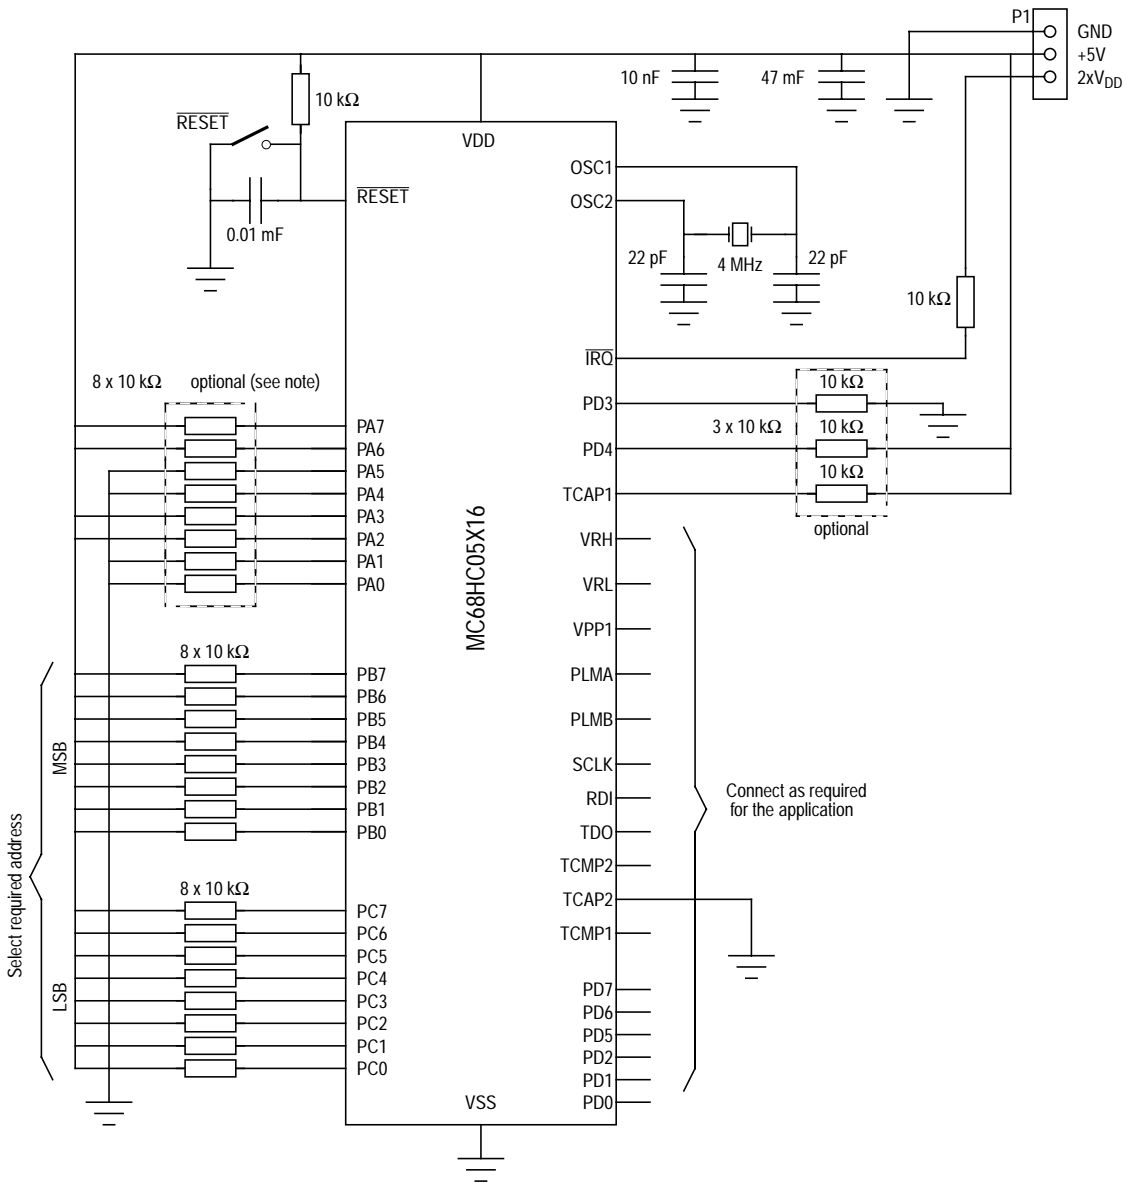 P1
GND
+5V
2xVDD
10 nF
47 mF
10 kΩ
RESET
VDD
OSC1
RESET
OSC2
0.01 mF
22 pF
4 MHz
22 pF
10 kΩ
IRQ
8 x 10 kΩ
optional (see note)
10 kΩ
PD3
3 x 10 kΩ
10 kΩ
PA7
PA6
PD4
10 kΩ
PA5
PA4
TCAP1
PA3
optional
PA2
VRH
PA1
PA0
VRL
MC68HC05X16
VPP1
8 x 10 kΩ
PB7
PLMA
PB6
PB5
PLMB
PB4
MSB
PB3
SCLK
PB2
RDI
Connect as required
for the application
PB1
PB0
TDO
TCMP2
Select required address
8 x 10 kΩ
TCAP2
PC7
PC6
TCMP1
PC5
PC4
PD7
LSB
PC3
PD6
PC2
PD5
PC1
PD2
PC0
PD1
VSS
PD0